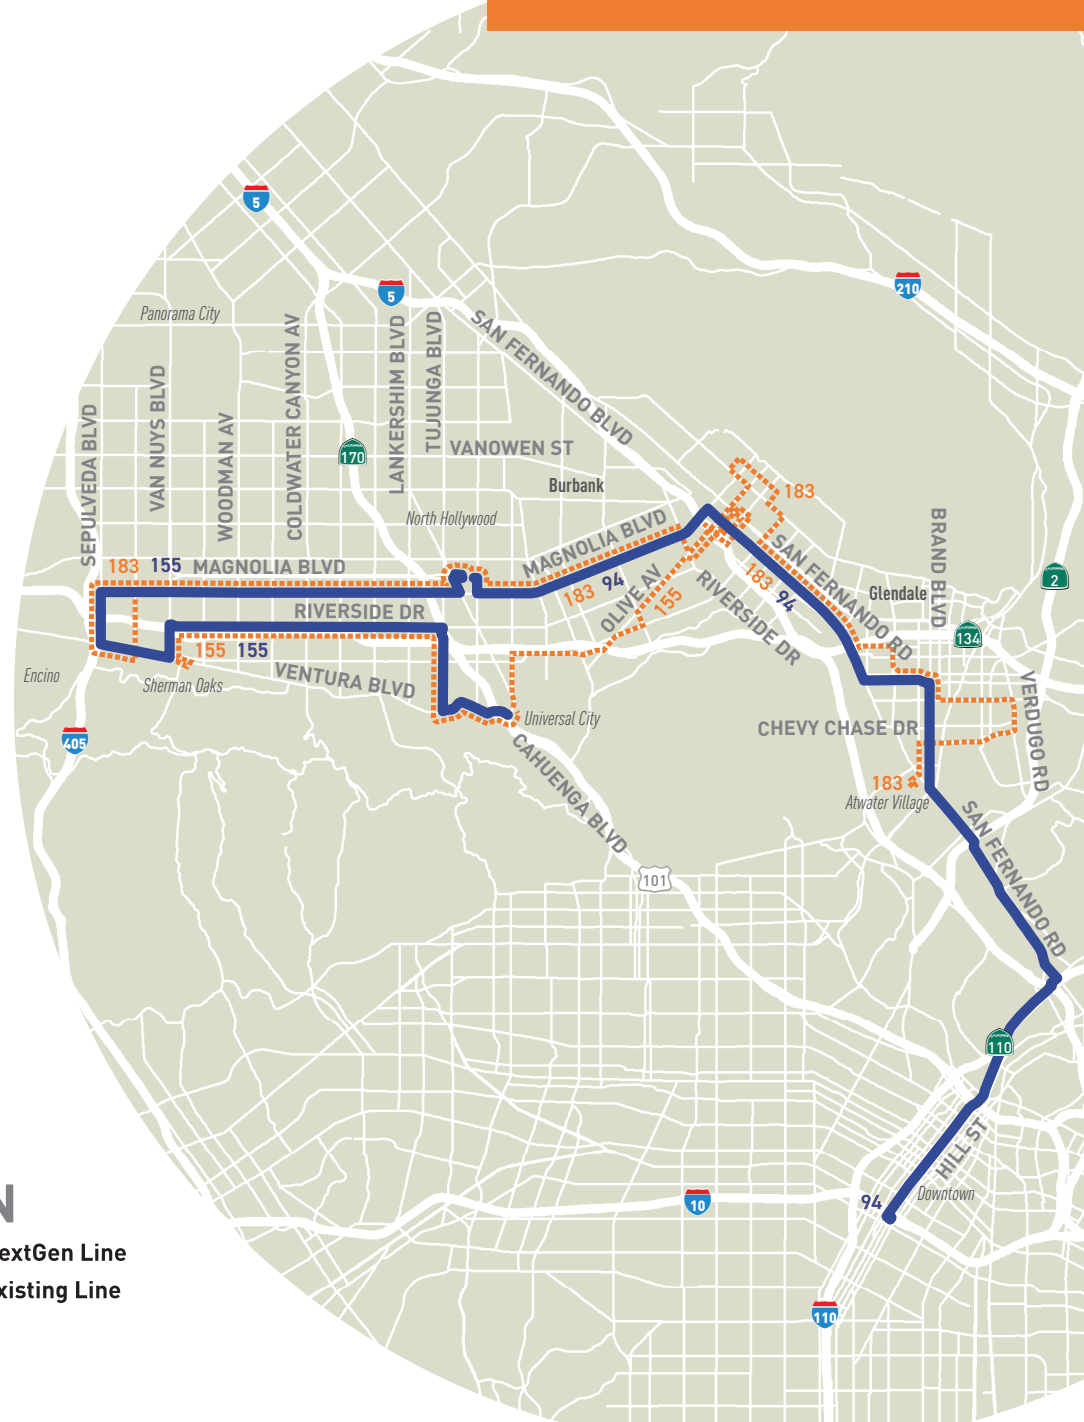 5
210
5
Panorama City
SAN FERNANDO BLVD
SEPULVEDA BLVD
VAN NUYS BLVD
WOODMAN AV
COLDWATER CANYON AV
LANKERSHIM BLVD
TUJUNGA BLVD
170
VANOWEN ST
Burbank
183
North Hollywood
MAGNOLIA BLVD
BRAND BLVD
183
155
MAGNOLIA BLVD
183
94
OLIVE AV
155
RIVERSIDE DR
183
94
SAN FERNANDO RD
Glendale
CALIFORNIA
2
CALIFORNIA
134
RIVERSIDE DR
155
155
VENTURA BLVD
Encino
Sherman Oaks
Universal City
405
CAHUENGA BLVD
CHEVY CHASE DR
VERDUGO RD
183
Atwater Village
SAN FERNANDO RD
101
CALIFORNIA
110
HILL ST
Downtown
94
10
110
N
extGen Line
xisting Line